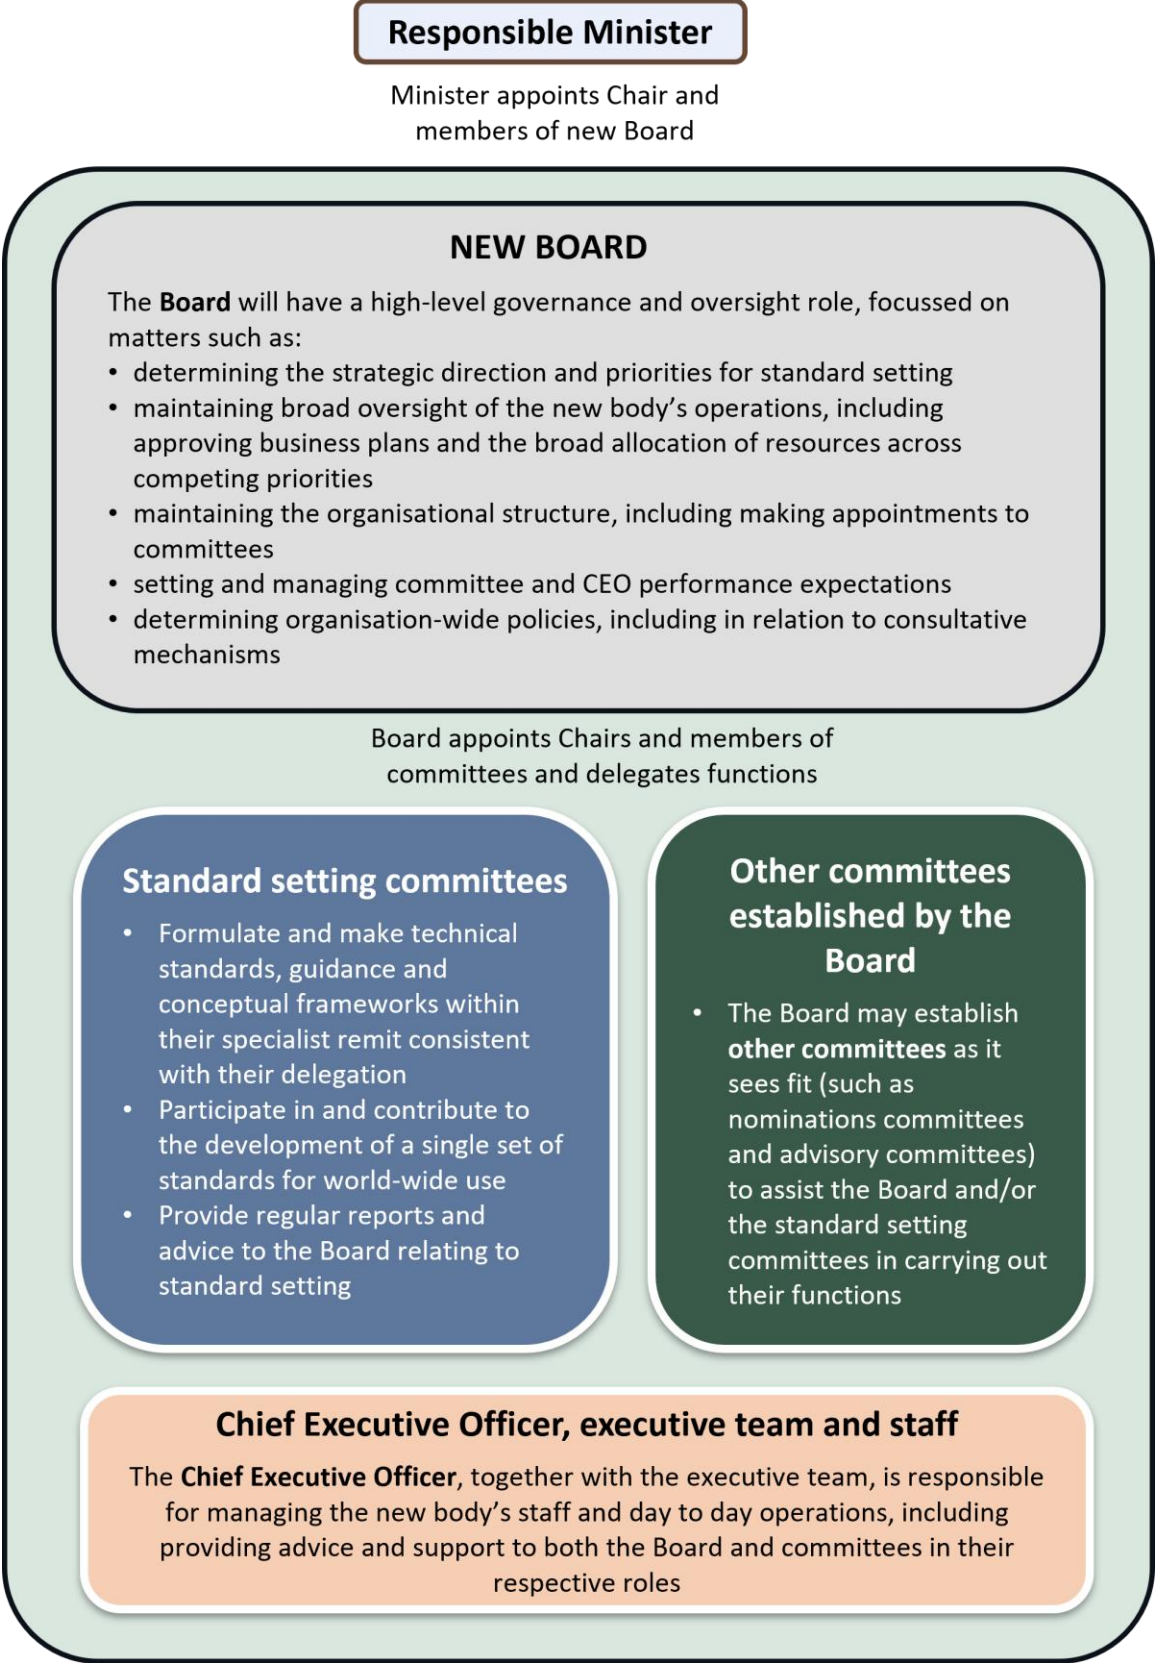 Responsible Minister
Minister appoints Chair and
members of new Board
NEW BOARD
The Board will have a high-level governance and oversight role, focussed on
matters such as:
• determining the strategic direction and priorities for standard setting
• maintaining broad oversight of the new body’s operations, including
approving business plans and the broad allocation of resources across
competing priorities
• maintaining the organisational structure, including making appointments to
committees
• setting and managing committee and CEO performance expectations
• determining organisation-wide policies, including in relation to consultative
mechanisms
Board appoints Chairs and members of
committees and delegates functions
Standard setting committees
• Formulate and make technical
standards, guidance and
conceptual frameworks within
their specialist remit consistent
with their delegation
• Participate in and contribute to
the development of a single set of
standards for world-wide use
• Provide regular reports and
advice to the Board relating to
standard setting
Other committees
established by the
Board
• The Board may establish
other committees as it
sees fit (such as
nominations committees
and advisory committees)
to assist the Board and/or
the standard setting
committees in carrying out
their functions
Chief Executive Officer, executive team and staff
The Chief Executive Officer, together with the executive team, is responsible
for managing the new body’s staff and day to day operations, including
providing advice and support to both the Board and committees in their
respective roles